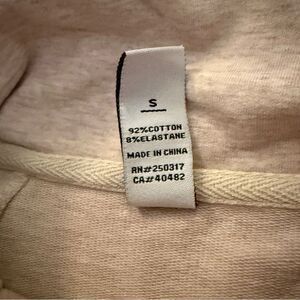 S
92%COTTON
8%ELASTANE
MADE IN CHINA
RN#250317
CA#40482